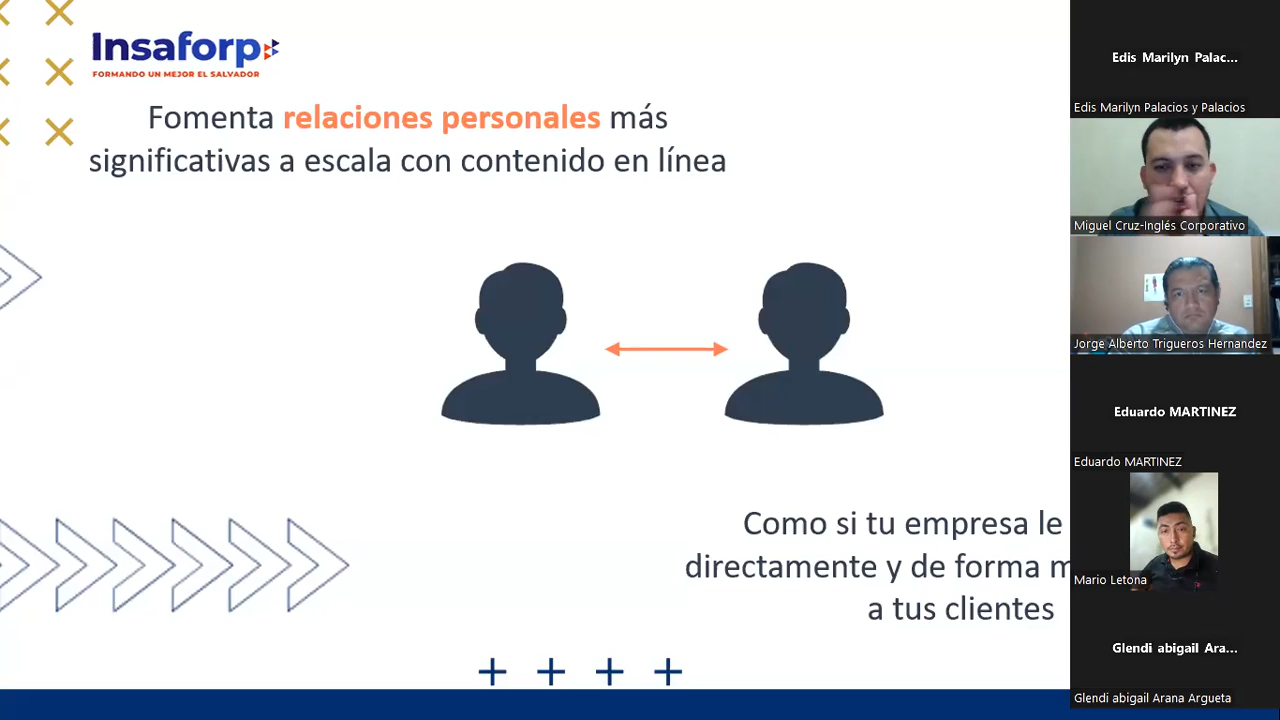 Insaforp
FORMANDO UN MEJOR EL SALVADOR
Fomenta relaciones personales más
significativas a escala con contenido en línea
Como si tu empresa le
directamente y de forma
a tus clientes
Edis Marilyn Palac...
Edis Marilyn Palacios y Palacios
Miguel Cruz-Inglés Corporativo
Jorge Alberto Trigueros Hernandez
Eduardo MARTINEZ
Eduardo MARTINEZ
Mario Letona
Glendi abigail Ara...
Glendi abigail Arana Argueta